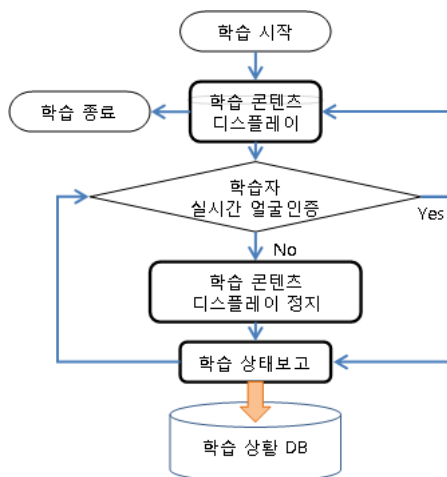 학습 시작
학습 콘텐츠
디스플레이
학습 종료
학습자
실시간 얼굴인증
Yes
No
학습 콘텐츠
디스플레이 정지
학습 상태보고
학습 상황 DB